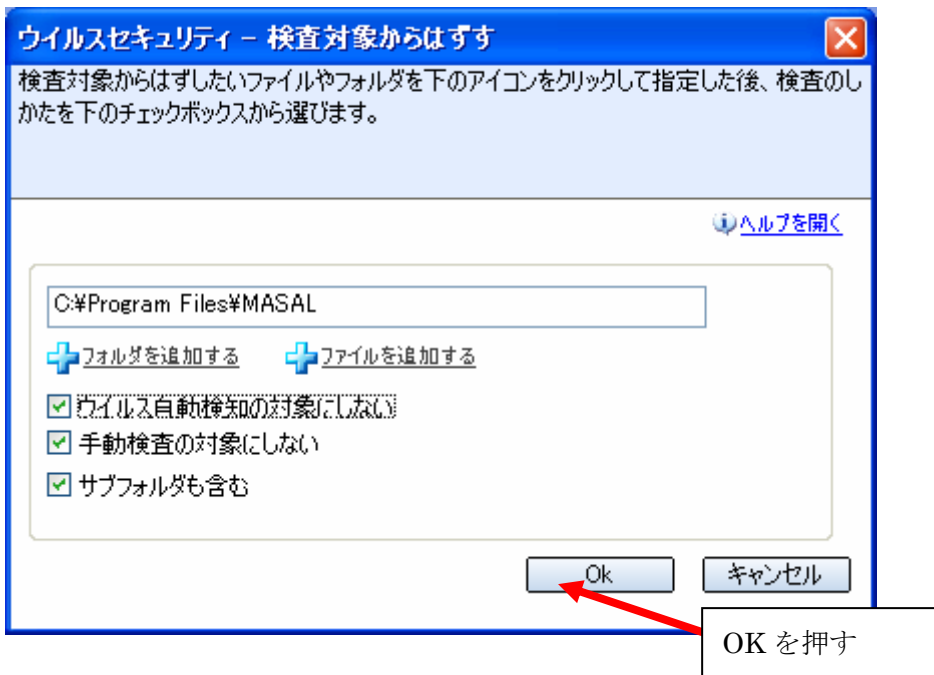 ウイルスセキュリティ － 検査対象からはずす
検査対象からはずしたいファイルやフォルダを下のアイコンをクリックして指定した後、検査のし
かたを下のチェックボックスから選びます。
ヘルプを開く
C:¥Program Files¥MASAL
フォルダを追加する ファイルを追加する
ウイルス自動検知の対象にしない
手動検査の対象にしない
サブフォルダも含む
Ok キャンセル
OK を押す